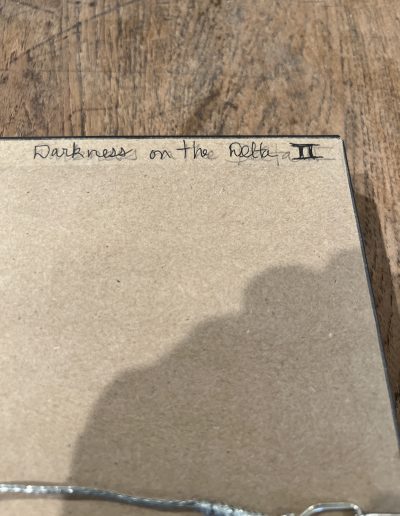 Darkness on the Delta II